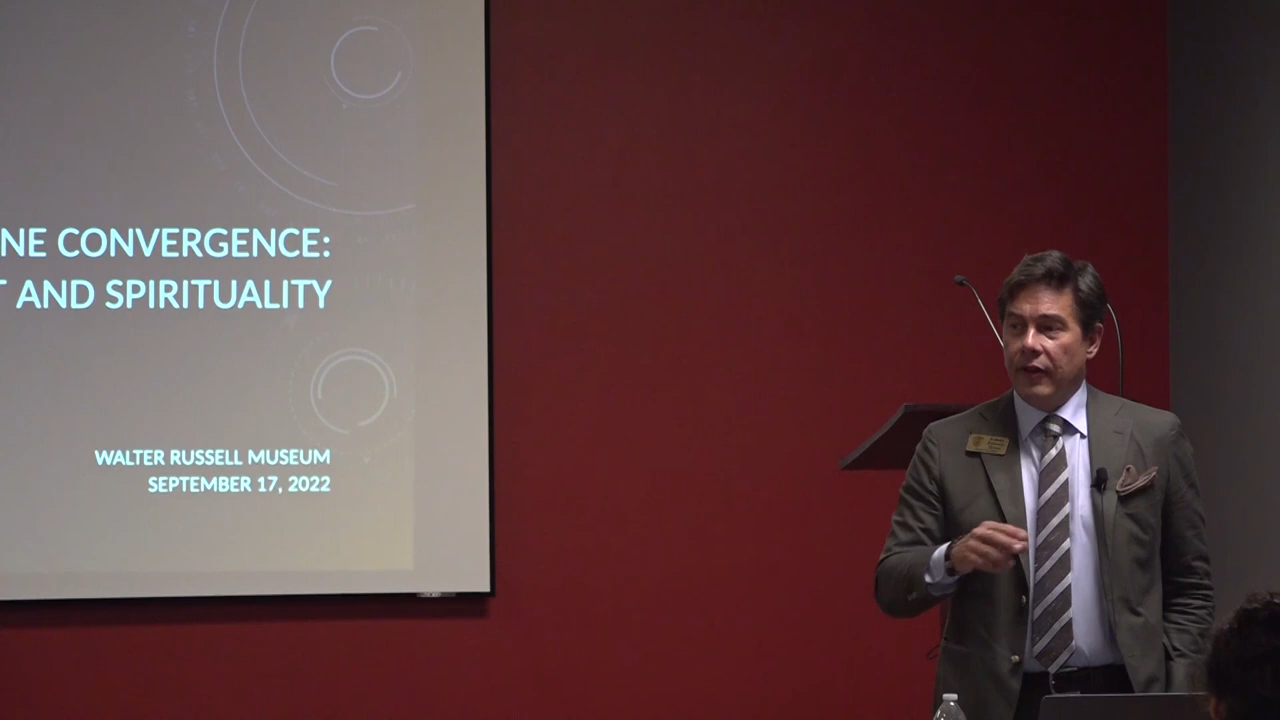 NE CONVERGENCE:
AND SPIRITUALITY
WALTER RUSSELL MUSEUM
SEPTEMBER 17, 2022